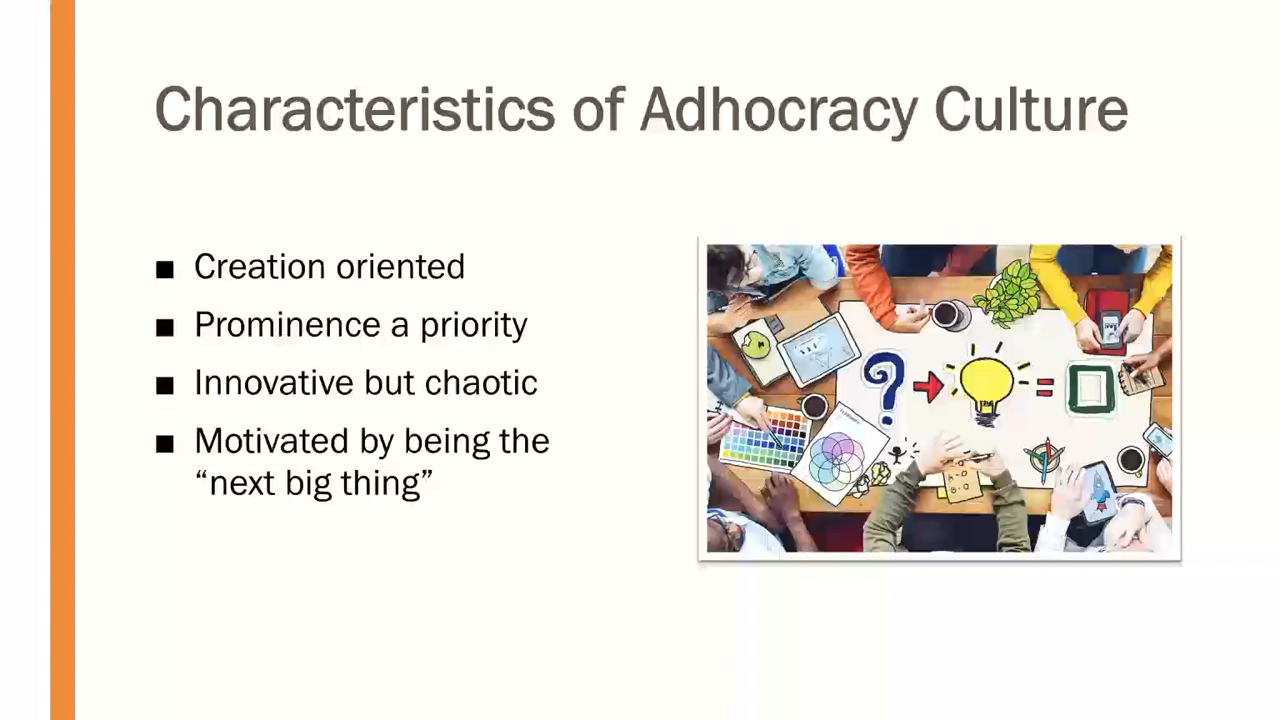 Characteristics of Adhocracy Culture
■ Creation oriented
■ Prominence a priority
■ Innovative but chaotic
■ Motivated by being the
“next big thing”